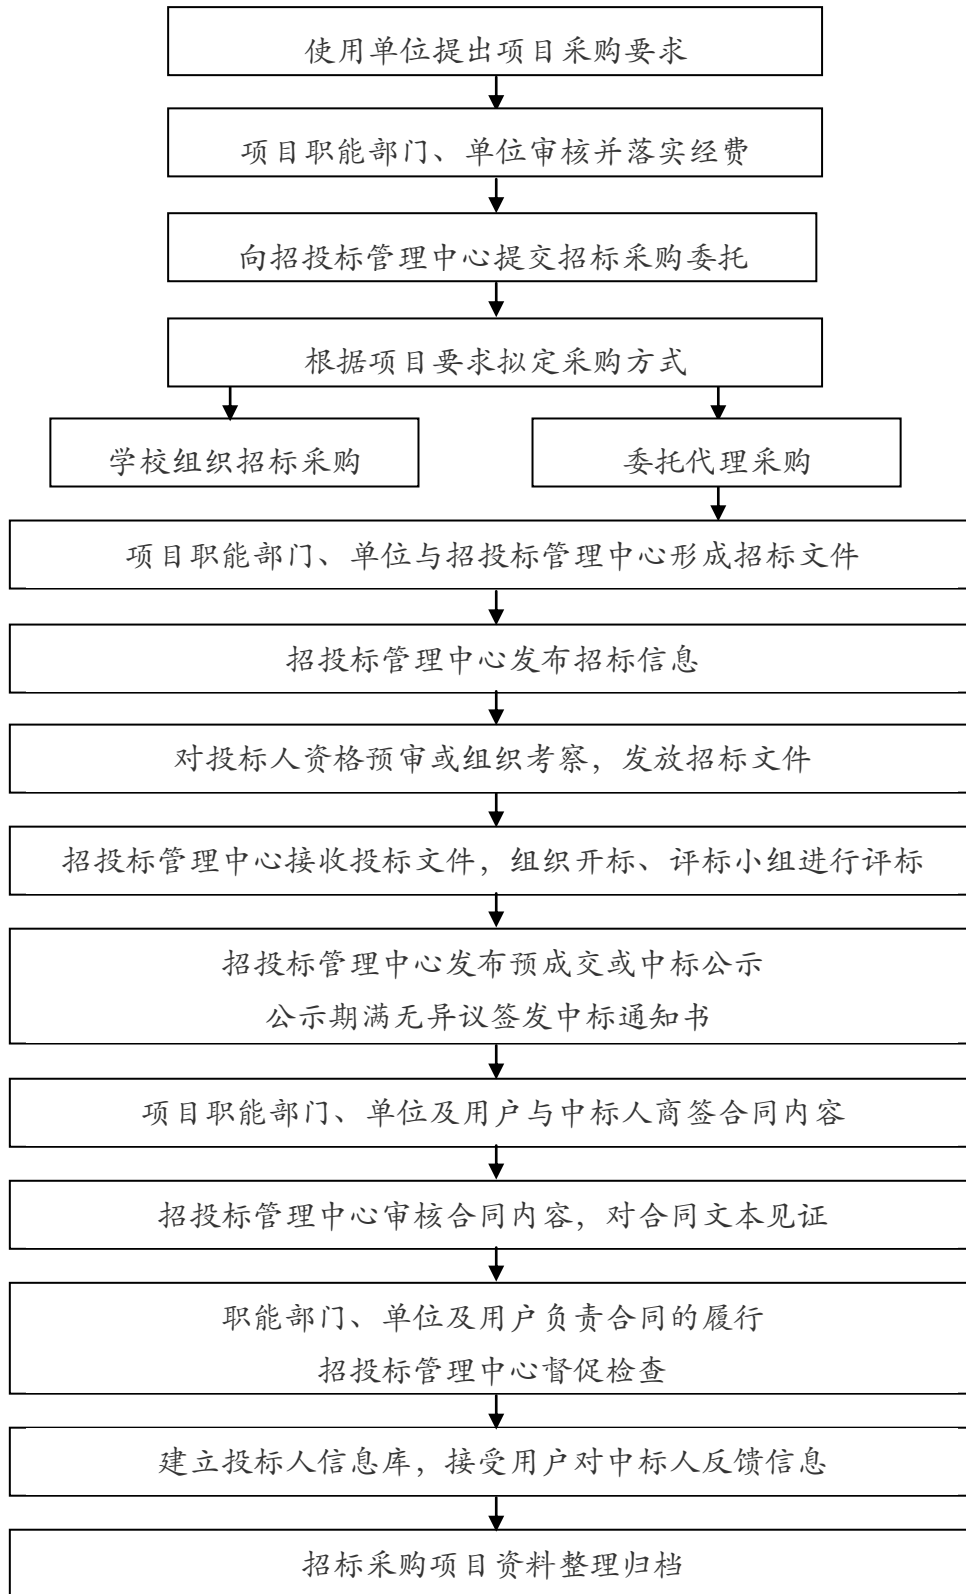 使用单位提出项目采购要求
项目职能部门、单位审核并落实经费
向招投标管理中心提交招标采购委托
根据项目要求拟定采购方式
学校组织招标采购
委托代理采购
项目职能部门、单位与招投标管理中心形成招标文件
招投标管理中心发布招标信息
对投标人资格预审或组织考察，发放招标文件
招投标管理中心接收投标文件，组织开标、评标小组进行评标
招投标管理中心发布预成交或中标公示
公示期满无异议签发中标通知书
项目职能部门、单位及用户与中标人商签合同内容
招投标管理中心审核合同内容，对合同文本见证
职能部门、单位及用户负责合同的履行
招投标管理中心督促检查
建立投标人信息库，接受用户对中标人反馈信息
招标采购项目资料整理归档